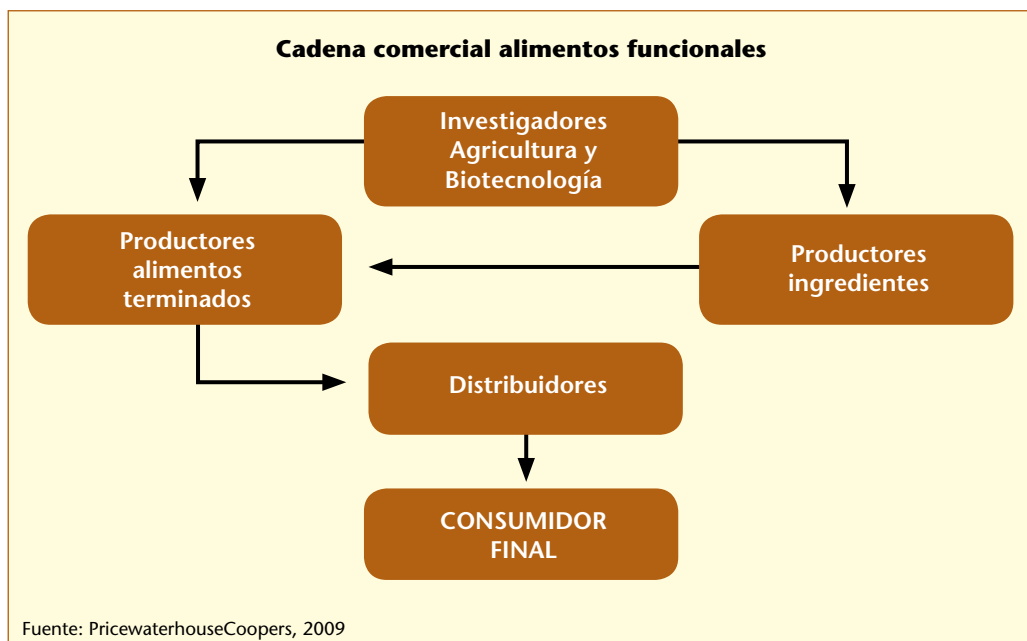 Cadena comercial alimentos funcionales
Investigadores
Agricultura y
Biotecnología
Productores
alimentos
terminados
Productores
ingredientes
Distribuidores
CONSUMIDOR
FINAL
Fuente: PricewaterhouseCoopers, 2009